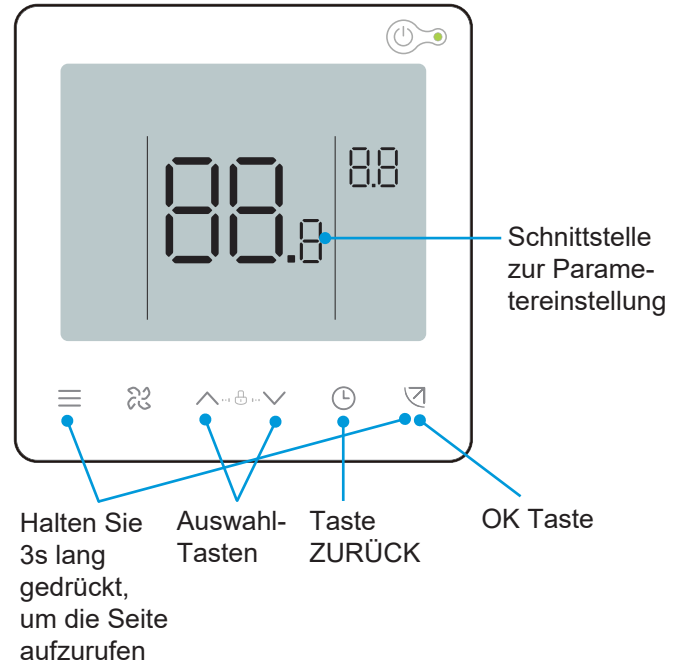 88.8
8.8
Schnittstelle
zur Parame-
tereinstellung
Halten Sie
3s lang
gedrückt,
um die Seite
aufzurufen
Auswahl-
Tasten
Taste
ZURÜCK
OK Taste